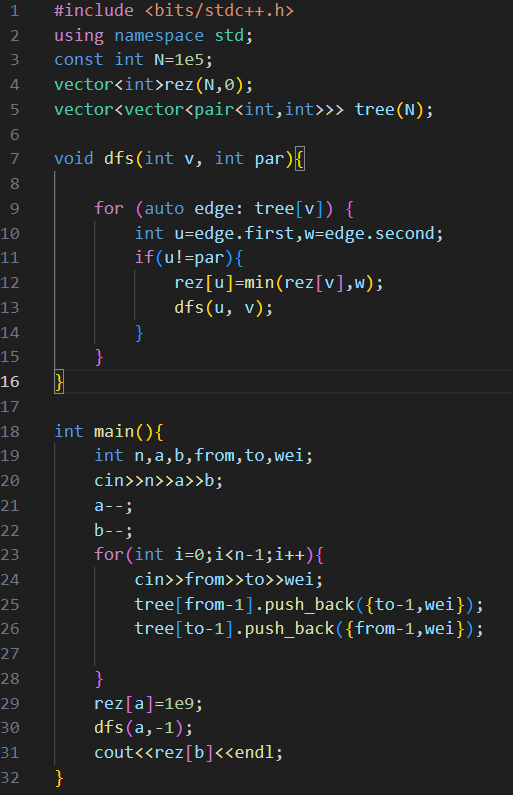 1 #include <bits/stdc++.h>
2 using namespace std;
3 const int N=1e5;
4 vector<int>rez(N,0);
5 vector<vector<pair<int,int>>> tree(N);
6
7 void dfs(int v, int par){
8
9     for (auto edge: tree[v]) {
10         int u=edge.first,w=edge.second;
11         if(u!=par){
12             rez[u]=min(rez[v],w);
13             dfs(u, v);
14         }
15     }
16 }
17
18 int main(){
19     int n,a,b,from,to,wei;
20     cin>>n>>a>>b;
21     a--;
22     b--;
23     for(int i=0;i<n-1;i++){
24         cin>>from>>to>>wei;
25         tree[from-1].push_back({to-1,wei});
26         tree[to-1].push_back({from-1,wei});
27
28     }
29     rez[a]=1e9;
30     dfs(a,-1);
31     cout<<rez[b]<<endl;
32 }